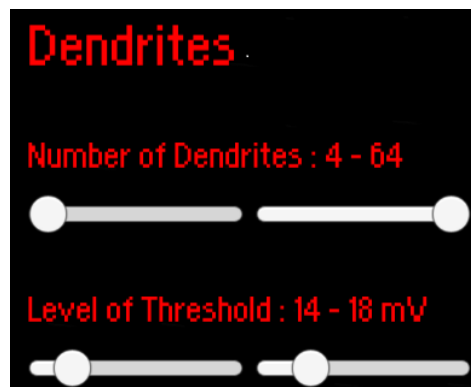 Dendrites
Number of Dendrites : 4 - 64
Level of Threshold : 14 - 18 mV